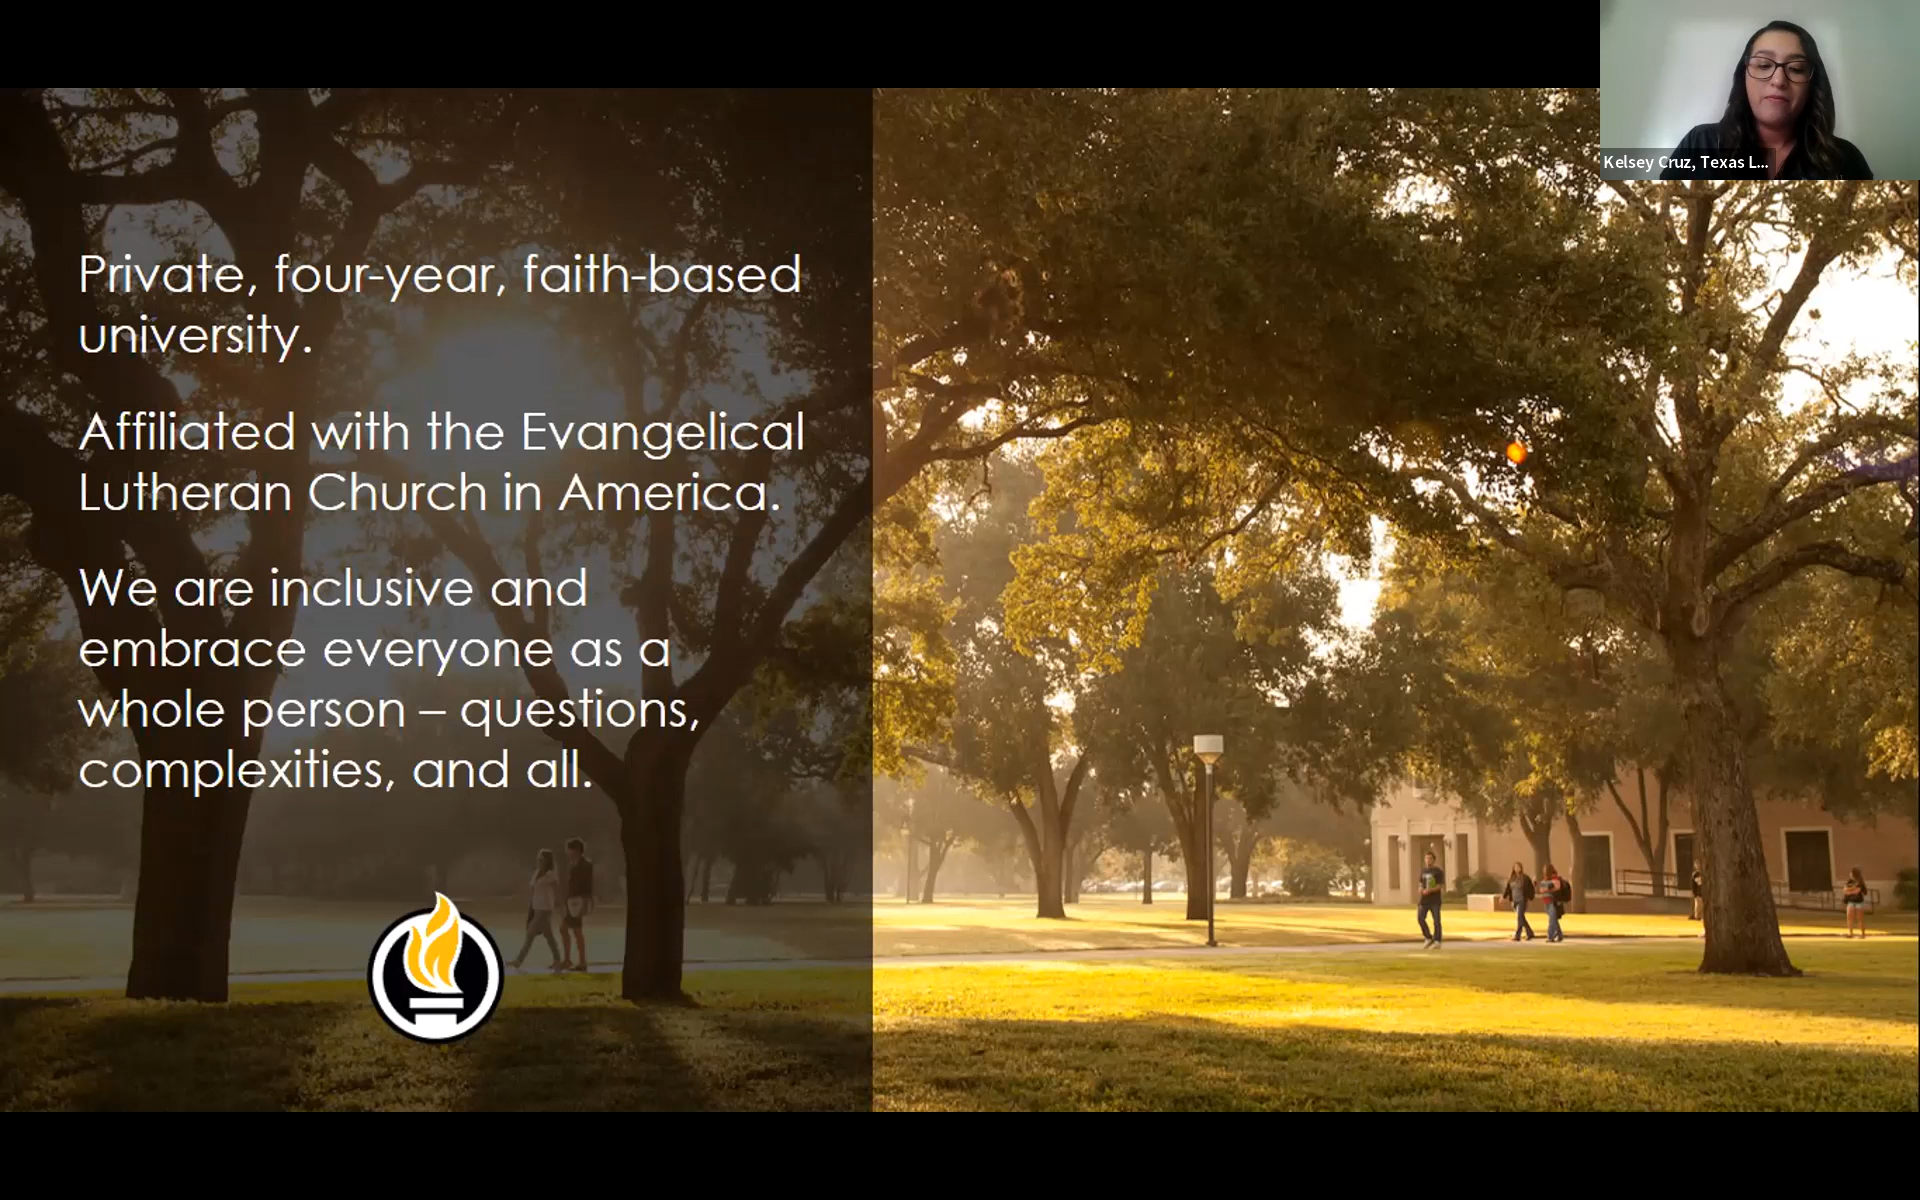 Kelsey Cruz, Texas L...
Private, four-year, faith-based
university.
Affiliated with the Evangelical
Lutheran Church in America.
We are inclusive and
embrace everyone as a
whole person – questions,
complexities, and all.